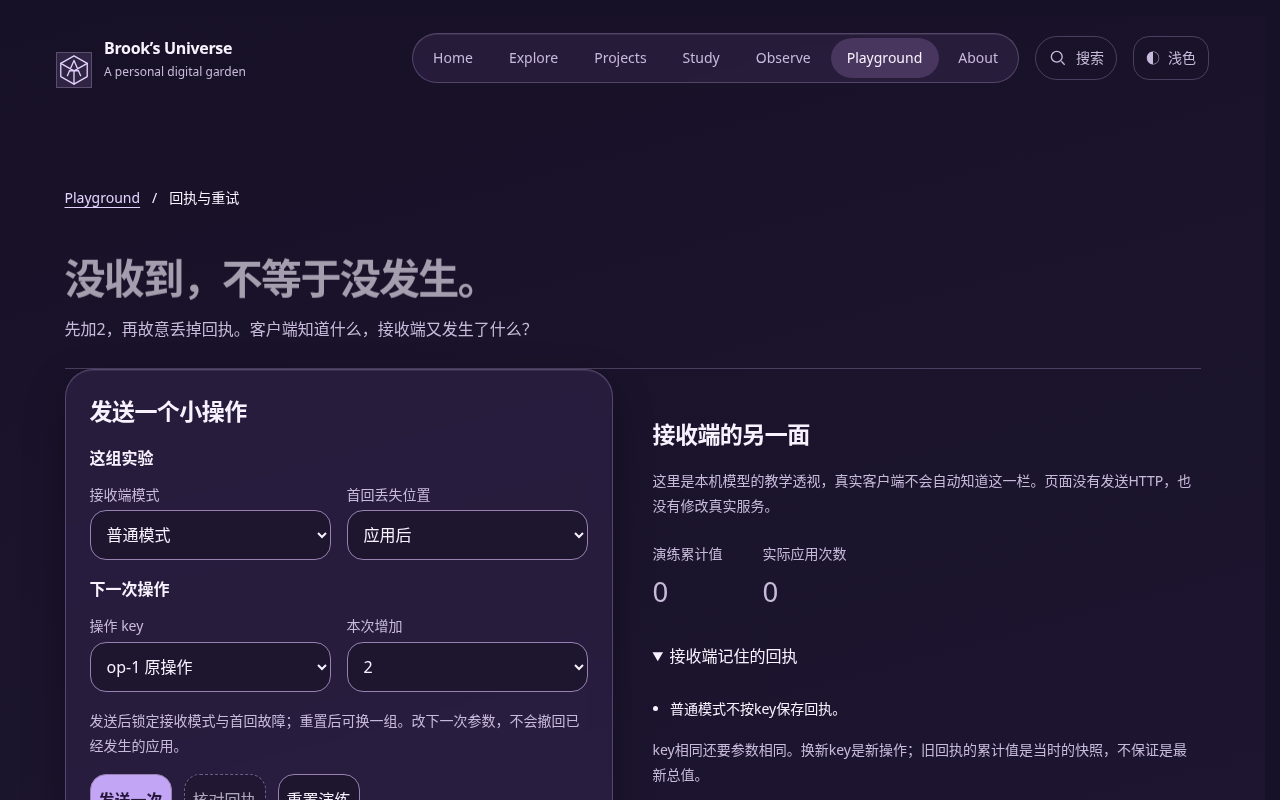 Brook’s Universe
A personal digital garden
Home
Explore
Projects
Study
Observe
Playground
About
搜索
浅色
Playground / 回执与重试
没收到，不等于没发生。
先加2，再故意丢掉回执。客户端知道什么，接收端又发生了什么？
发送一个小操作
这组实验
接收端模式
首回丢失位置
普通模式
应用后
下一次操作
操作 key
本次增加
op-1 原操作
2
发送后锁定接收模式与首回故障；重置后可换一组。改下一次参数，不会撤回已
经发生的应用。
发送一次
核对回执
重置演练
接收端的另一面
这里是本机模型的教学透视，真实客户端不会自动知道这一栏。页面没有发送HTTP，也
没有修改真实服务。
演练累计值
实际应用次数
0
0
接收端记住的回执
普通模式不按key保存回执。
key相同还要参数相同。换新key是新操作；旧回执的累计值是当时的快照，不保证是最
新总值。